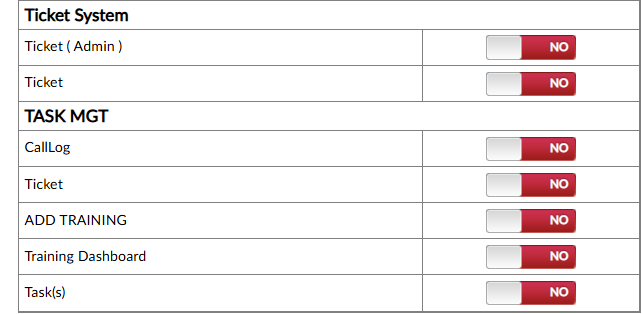 Ticket System
Ticket ( Admin ) NO
Ticket NO
TASK MGT
CallLog NO
Ticket NO
ADD TRAINING NO
Training Dashboard NO
Task(s) NO